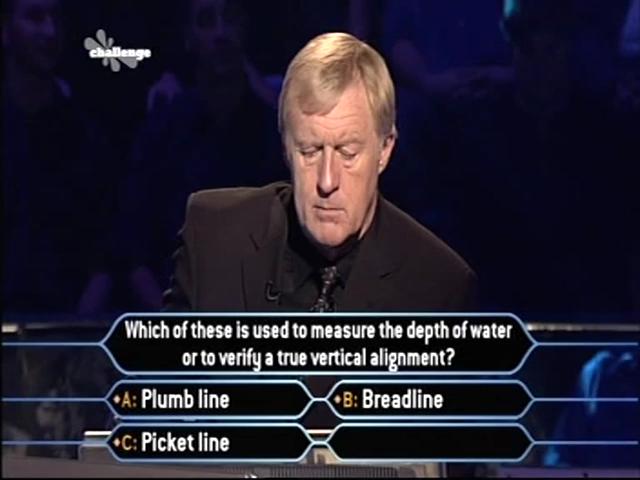 challenge
Which of these is used to measure the depth of water
or to verify a true vertical alignment?
A: Plumb line
B: Breadline
C: Picket line